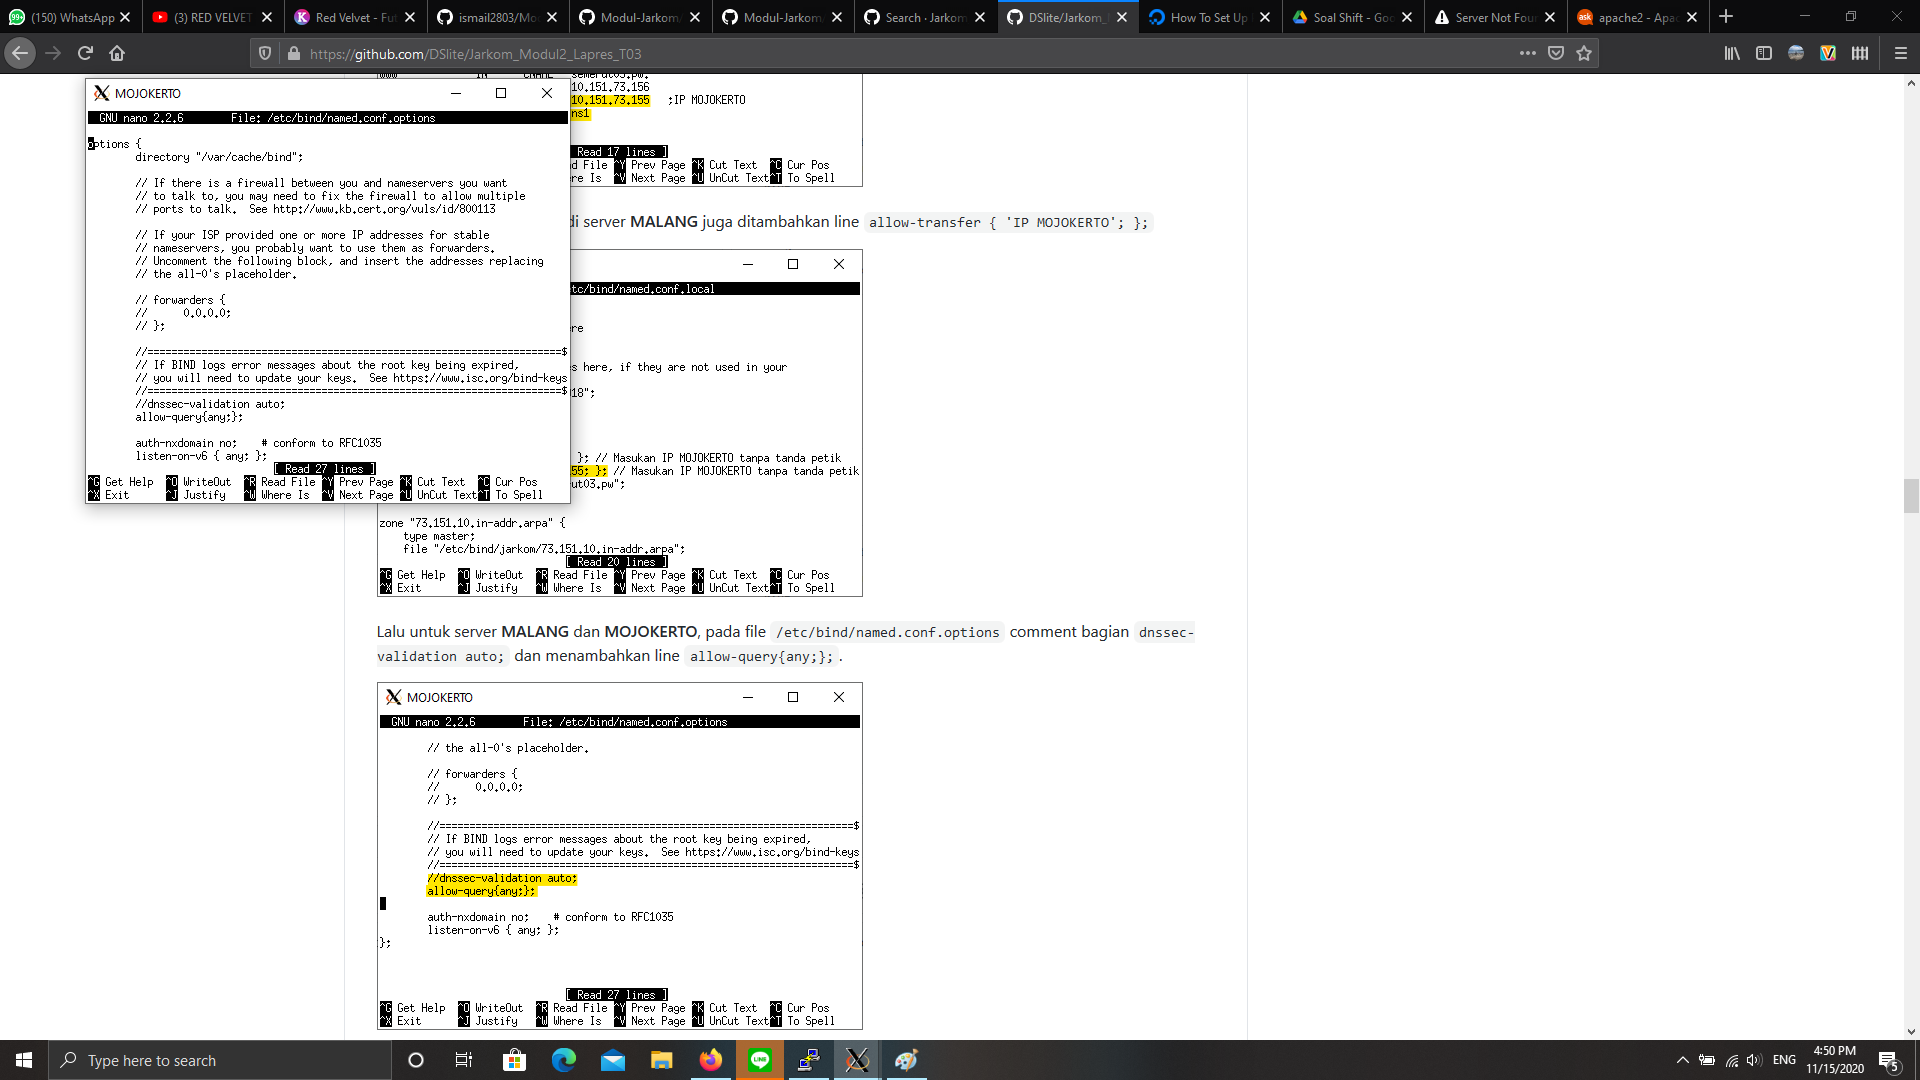 (150) WhatsApp
(3) RED VELVET
Red Velvet - Fu
ismail2803/Mo
Modul-Jarkom/
Modul-Jarkom
Search · Jarkom
DSlite/Jarkom_
How To Set Up
Soal Shift - Goo
Server Not Fou
apache2 - Apac
https://github.com/DSlite/Jarkom_Modul2_Lapres_T03
MOJOKERTO
GNU nano 2.2.6 File: /etc/bind/named.conf.options
options {
directory "/var/cache/bind";
// If there is a firewall between you and nameservers you want
// to talk to, you may need to fix the firewall to allow multiple
// ports to talk. See http://www.kb.cert.org/vuls/id/800113
// If your ISP provided one or more IP addresses for stable
// nameservers, you probably want to use them as forwarders.
// Uncomment the following block, and insert the addresses replacing
// the all-0's placeholder.
// forwarders {
// 0.0.0.0;
// };
//=====================================================================$
// If BIND logs error messages about the root key being expired,
// you will need to update your keys. See https://www.isc.org/bind-keys
//=====================================================================$
//dnssec-validation auto;
allow-query{any;};
auth-nxdomain no; # conform to RFC1035
listen-on-v6 { any; };
[ Read 27 lines ]
^G Get Help ^O WriteOut ^R Read File ^Y Prev Page ^K Cut Text ^C Cur Pos
^X Exit ^J Justify ^W Where Is ^V Next Page ^U UnCut Text ^T To Spell
www IN CNAME semerut03.pw.
10.151.73.156
10.151.73.155 ;IP MOJOKERTO
ns1
[ Read 17 lines ]
d File ^Y Prev Page ^K Cut Text ^C Cur Pos
re Is ^V Next Page ^U UnCut Text ^T To Spell
di server MALANG juga ditambahkan line allow-transfer { 'IP MOJOKERTO'; };
tc/bind/named.conf.local
re
s here, if they are not used in your
18";
}; // Masukan IP MOJOKERTO tanpa tanda petik
55; }; // Masukan IP MOJOKERTO tanpa tanda petik
ut03.pw";
zone "73.151.10.in-addr.arpa" {
type master;
file "/etc/bind/jarkom/73.151.10.in-addr.arpa";
[ Read 20 lines ]
^G Get Help ^O WriteOut ^R Read File ^Y Prev Page ^K Cut Text ^C Cur Pos
^X Exit ^J Justify ^W Where Is ^V Next Page ^U UnCut Text ^T To Spell
Lalu untuk server MALANG dan MOJOKERTO, pada file /etc/bind/named.conf.options comment bagian dnssec-
validation auto; dan menambahkan line allow-query{any;}; .
MOJOKERTO
GNU nano 2.2.6 File: /etc/bind/named.conf.options
// the all-0's placeholder.
// forwarders {
// 0.0.0.0;
// };
//=====================================================================$
// If BIND logs error messages about the root key being expired,
// you will need to update your keys. See https://www.isc.org/bind-keys
//=====================================================================$
//dnssec-validation auto;
allow-query{any;};
auth-nxdomain no; # conform to RFC1035
listen-on-v6 { any; };
};
[ Read 27 lines ]
^G Get Help ^O WriteOut ^R Read File ^Y Prev Page ^K Cut Text ^C Cur Pos
^X Exit ^J Justify ^W Where Is ^V Next Page ^U UnCut Text ^T To Spell
Type here to search
LINE
ENG
4:50 PM
11/15/2020
5